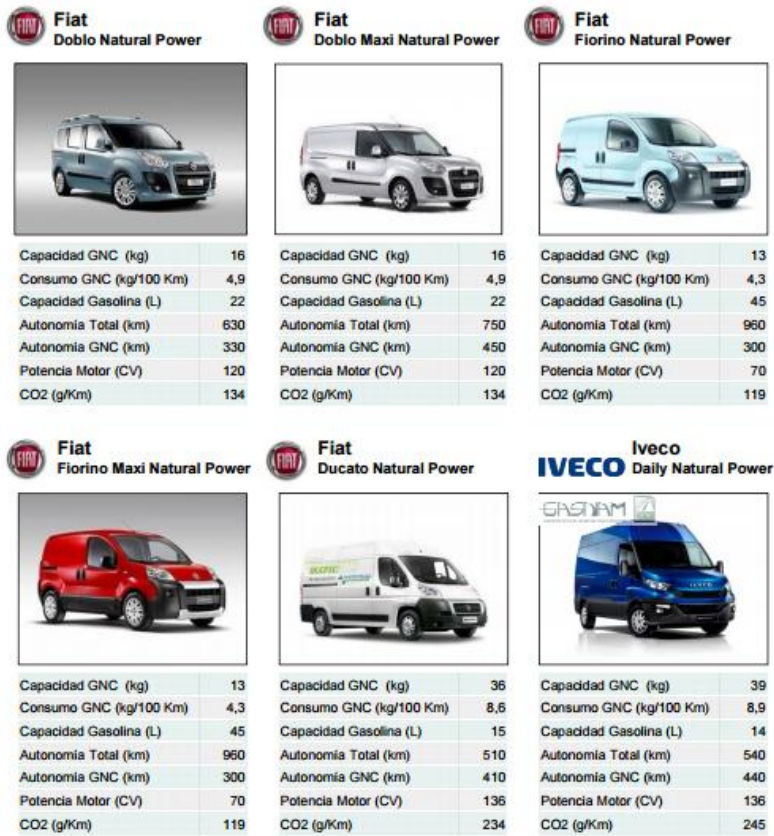 FIAT Fiat
Doblo Natural Power
Capacidad GNC (kg) 16
Consumo GNC (kg/100 Km) 4,9
Capacidad Gasolina (L) 22
Autonomia Total (km) 630
Autonomia GNC (km) 330
Potencia Motor (CV) 120
CO2 (g/Km) 134
FIAT Fiat
Doblo Maxi Natural Power
Capacidad GNC (kg) 16
Consumo GNC (kg/100 Km) 4,9
Capacidad Gasolina (L) 22
Autonomia Total (km) 750
Autonomia GNC (km) 450
Potencia Motor (CV) 120
CO2 (g/Km) 134
FIAT Fiat
Fiorino Natural Power
Capacidad GNC (kg) 13
Consumo GNC (kg/100 Km) 4,3
Capacidad Gasolina (L) 45
Autonomia Total (km) 960
Autonomia GNC (km) 300
Potencia Motor (CV) 70
CO2 (g/Km) 119
FIAT Fiat
Fiorino Maxi Natural Power
Capacidad GNC (kg) 13
Consumo GNC (kg/100 Km) 4,3
Capacidad Gasolina (L) 45
Autonomia Total (km) 960
Autonomia GNC (km) 300
Potencia Motor (CV) 70
CO2 (g/Km) 119
FIAT Fiat
Ducato Natural Power
Capacidad GNC (kg) 36
Consumo GNC (kg/100 Km) 8,6
Capacidad Gasolina (L) 15
Autonomia Total (km) 510
Autonomia GNC (km) 410
Potencia Motor (CV) 136
CO2 (g/Km) 234
Iveco
IVECO Daily Natural Power
GASNAM
IVECO
Capacidad GNC (kg) 39
Consumo GNC (kg/100 Km) 8,9
Capacidad Gasolina (L) 14
Autonomia Total (km) 540
Autonomia GNC (km) 440
Potencia Motor (CV) 136
CO2 (g/Km) 245